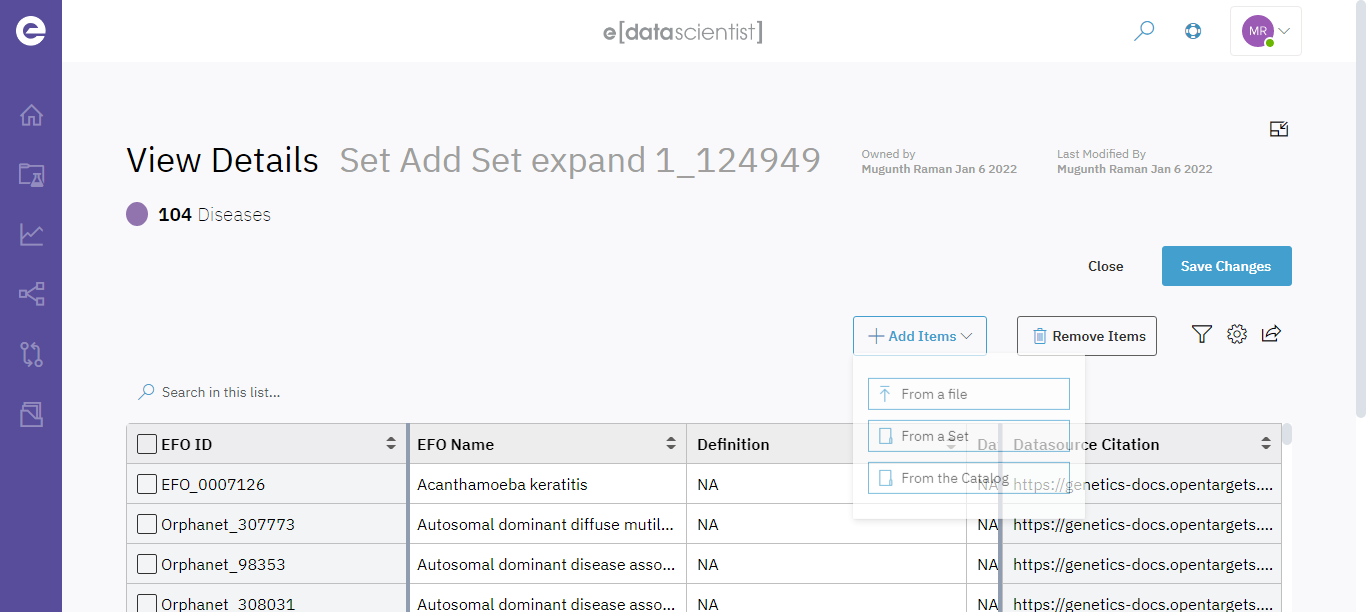 e[datascientist]
MR
View Details Set Add Set expand 1_124949
Owned by
Mugunth Raman Jan 6 2022
Last Modified By
Mugunth Raman Jan 6 2022
104 Diseases
Close
Save Changes
Add Items
Remove Items
From a file
From a Set
From the Catalog
Search in this list...
EFO ID EFO Name Definition Da Datasource Citation
EFO_0007126 Acanthamoeba keratitis NA NA https://genetics-docs.opentargets....
Orphanet_307773 Autosomal dominant diffuse mutil... NA NA https://genetics-docs.opentargets....
Orphanet_98353 Autosomal dominant disease asso... NA NA https://genetics-docs.opentargets....
Orphanet_308031 Autosomal dominant disease asso... NA NA https://genetics-docs.opentargets....